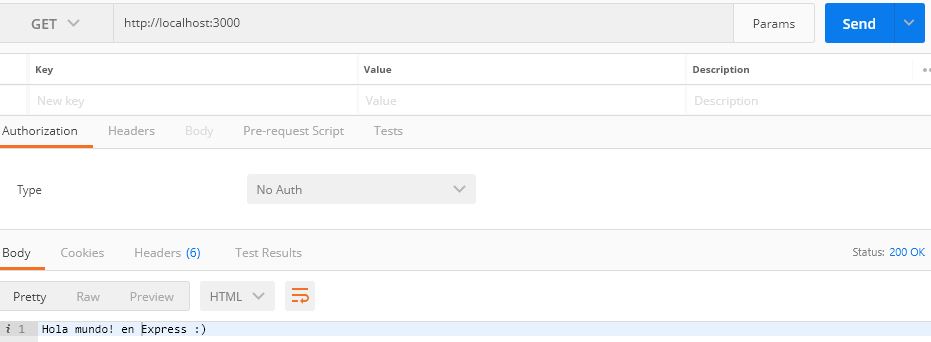 GET http://localhost:3000 Params Send
Key Value Description
New key Value Description
Authorization Headers Body Pre-request Script Tests
Type No Auth
Body Cookies Headers (6) Test Results Status: 200 OK
Pretty Raw Preview HTML
i 1 Hola mundo! en Express :)